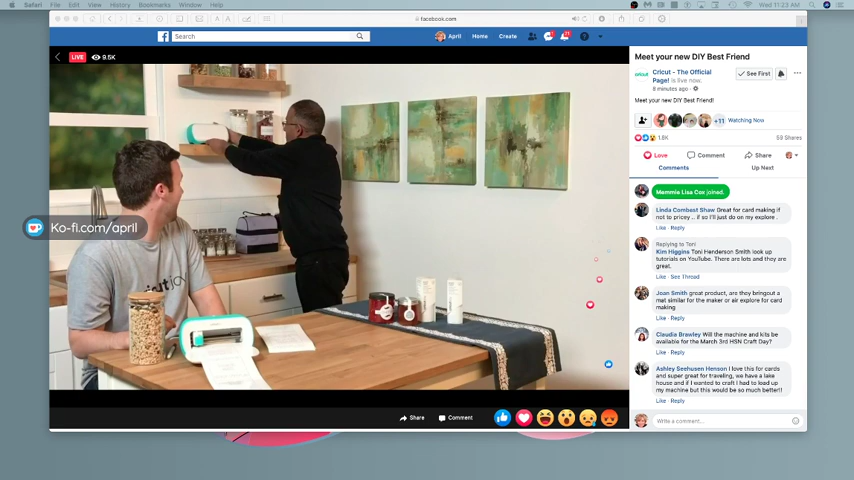 Safari File Edit View History Bookmarks Window Help
Wed 11:23 AM
facebook.com
Search
April Home Create
LIVE 9.5K
Meet your new DIY Best Friend
Cricut - The Official
Page! is live now.
8 minutes ago
See First
Meet your new DIY Best Friend!
+11 Watching Now
1.5K
59 Shares
Love Comment Share
Comments Up Next
Memmie Lisa Cox joined.
Linda Combest Shaw Great for card making if
not to pricey . if so I'll just do on my explore .
Like · Reply
Replying to Toni
Kim Higgins Toni Henderson Smith look up
tutorials on YouTube. There are lots and they are
great.
Like · See Thread
Joan Smith great product, are they bringout a
mat similar for the maker or air explore for card
making
Like · Reply
Claudia Brawley Will the machine and kits be
available for the March 3rd HSN Craft Day?
Like · Reply
Ashley Seehusen Henson I love this for cards
and super great for traveling, we have a lake
house and if I wanted to craft I had to load up
my machine but this would be so much better!!
Like · Reply
Write a comment...
Ko-fi.com/april
Share Comment